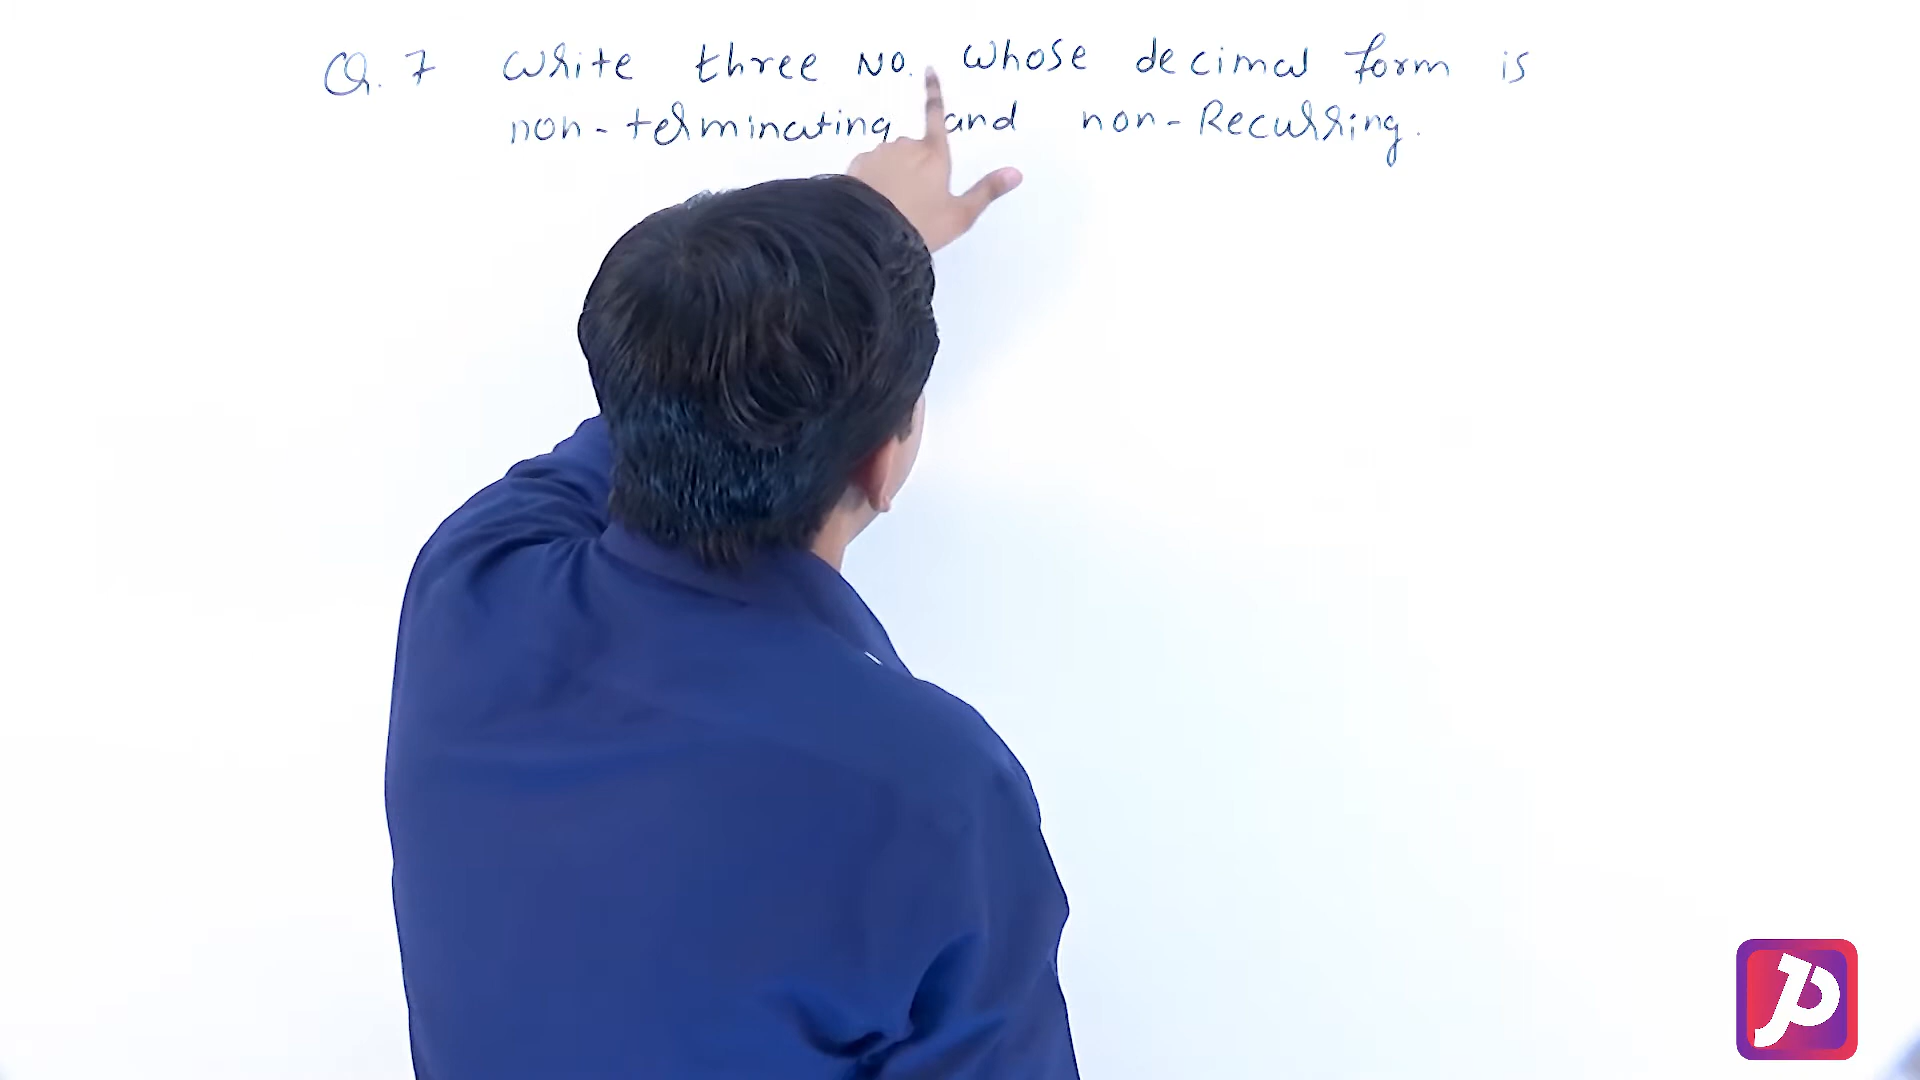 Q.7 Write three No. whose decimal form is
non-terminating and non-Recurring.